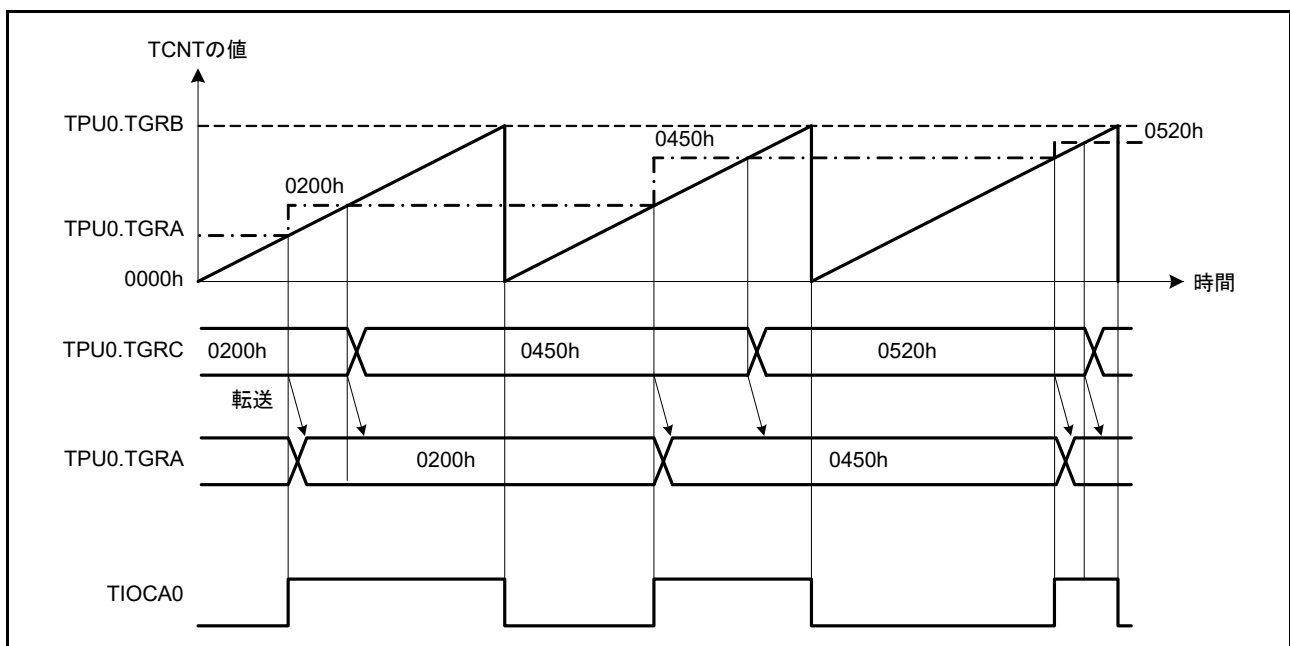 TCNTの値
TPU0.TGRB
0520h
0450h
0200h
TPU0.TGRA
0000h
時間
TPU0.TGRC
0200h
0450h
0520h
転送
TPU0.TGRA
0200h
0450h
TIOCA0